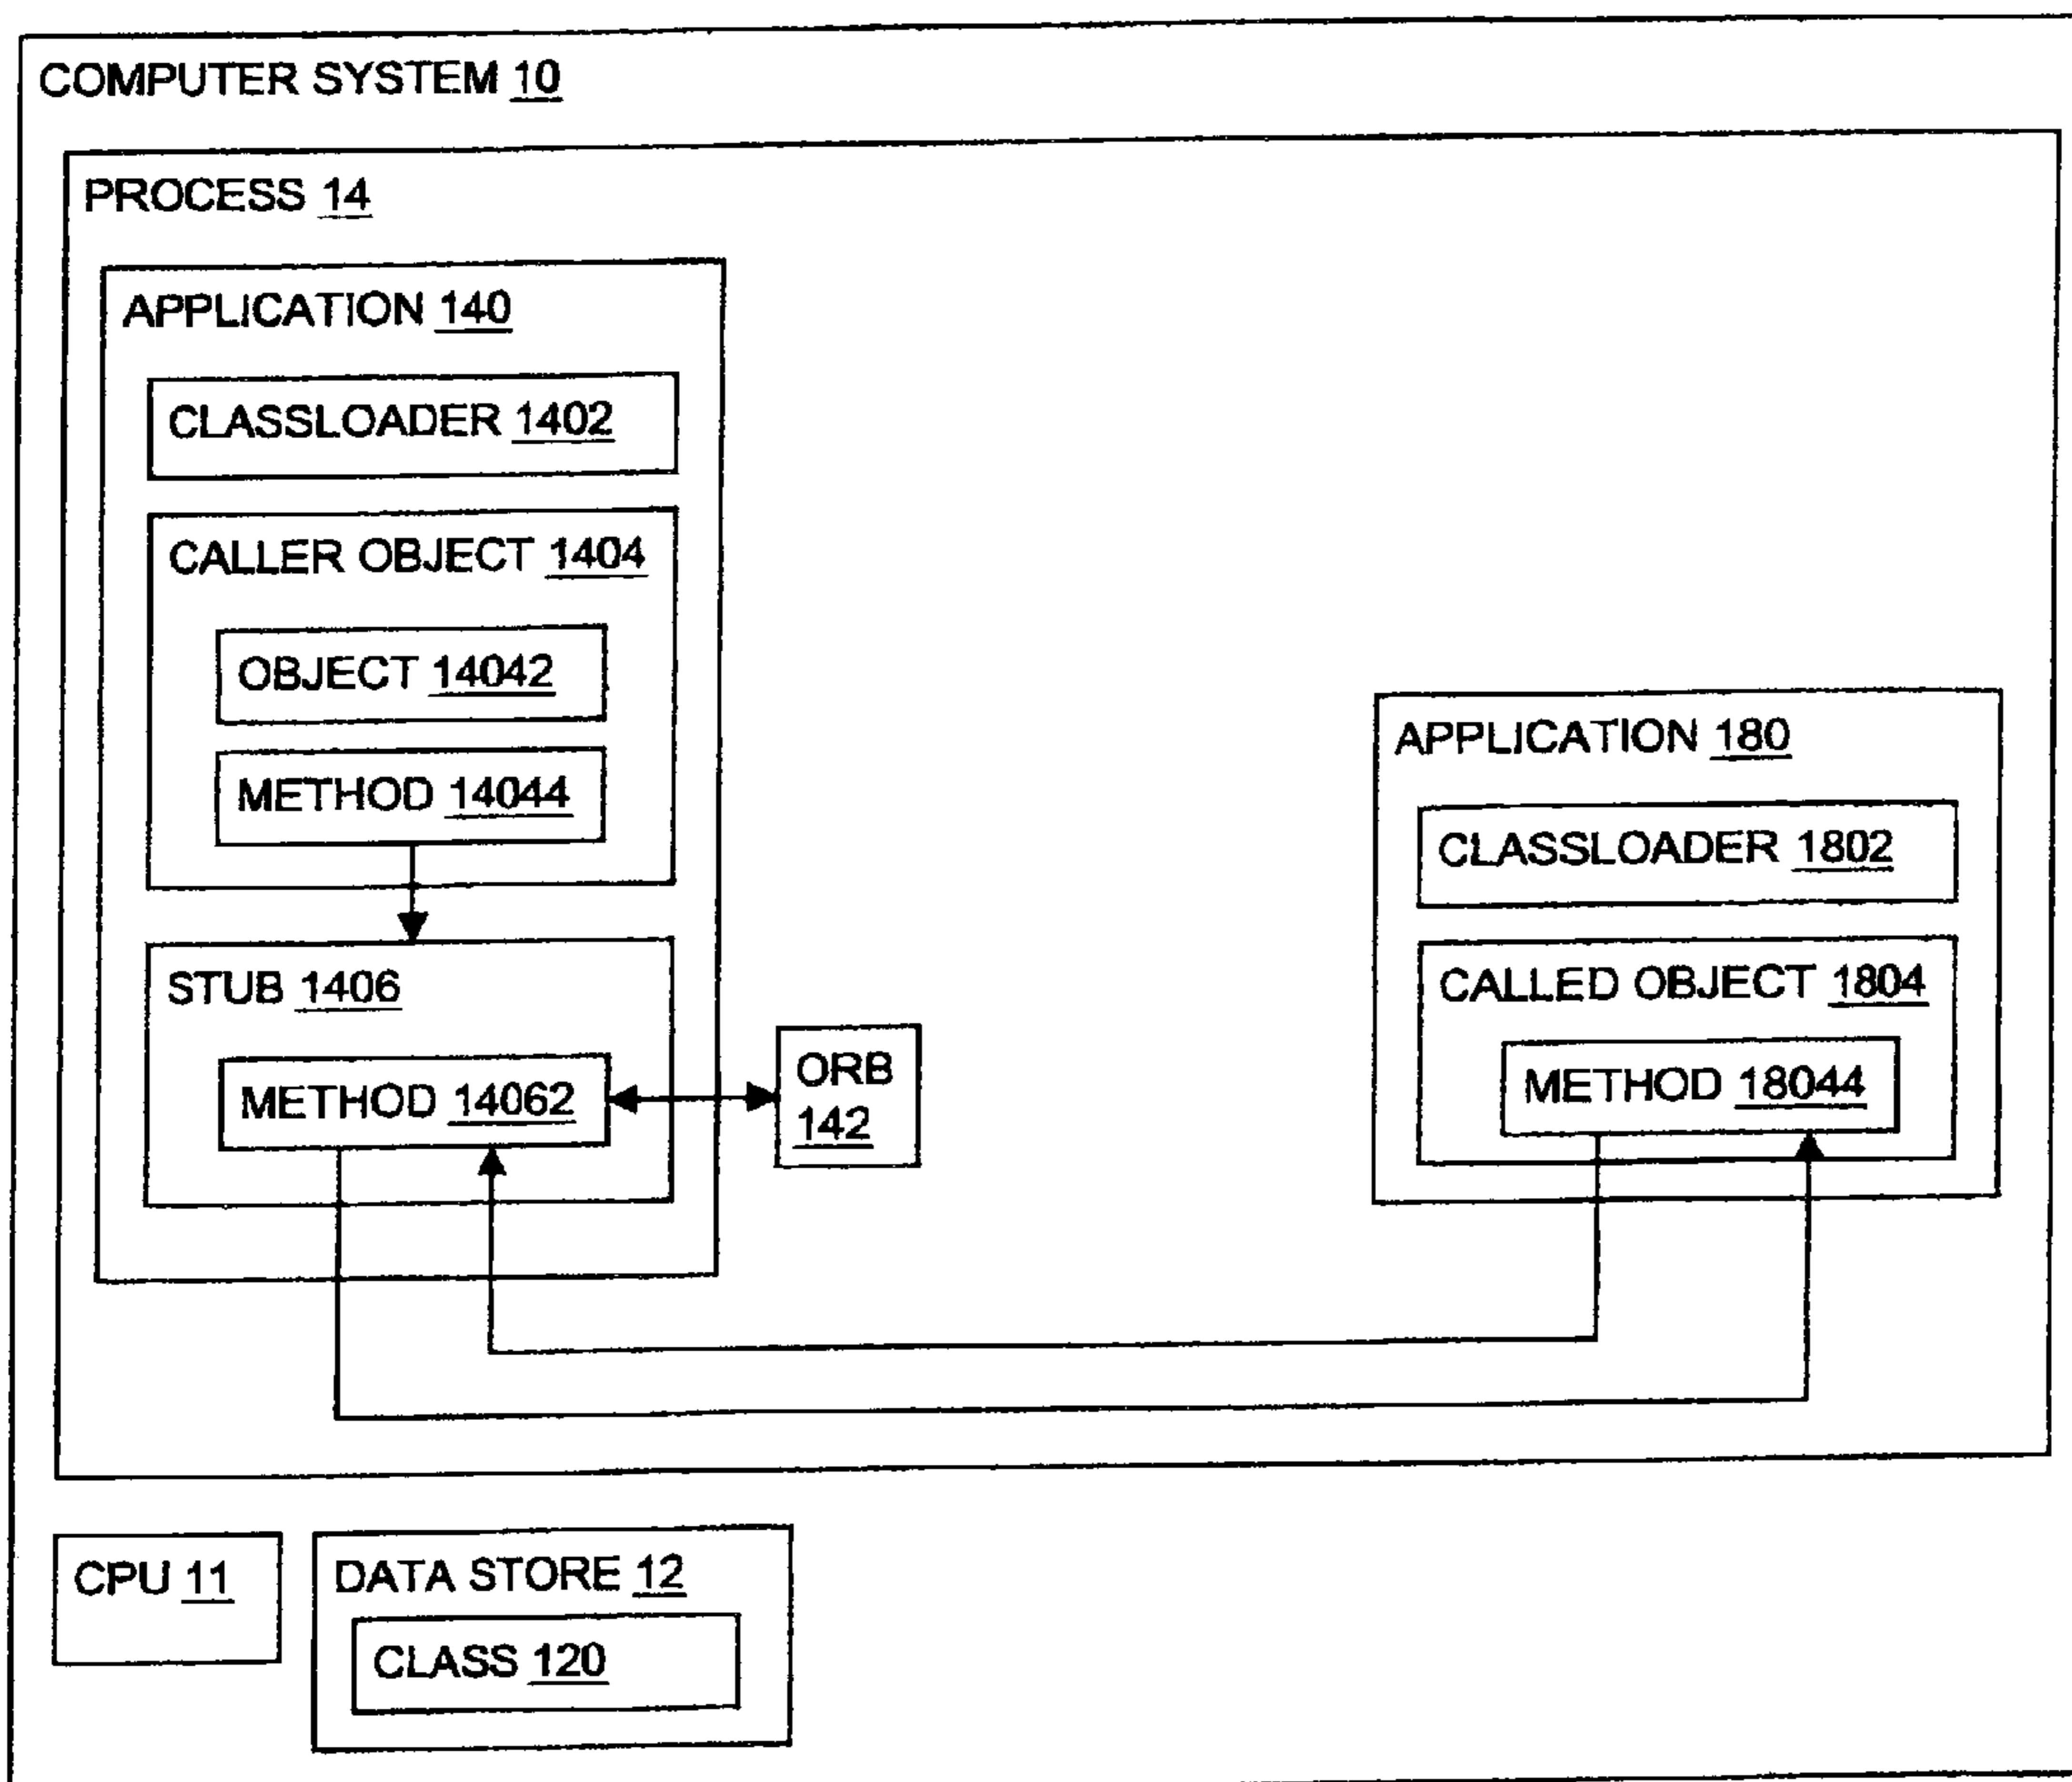 COMPUTER SYSTEM 10
PROCESS 14
APPLICATION 140
CLASSLOADER 1402
CALLER OBJECT 1404
OBJECT 14042
METHOD 14044
STUB 1406
METHOD 14062
ORB
142
APPLICATION 180
CLASSLOADER 1802
CALLED OBJECT 1804
METHOD 18044
CPU 11
DATA STORE 12
CLASS 120